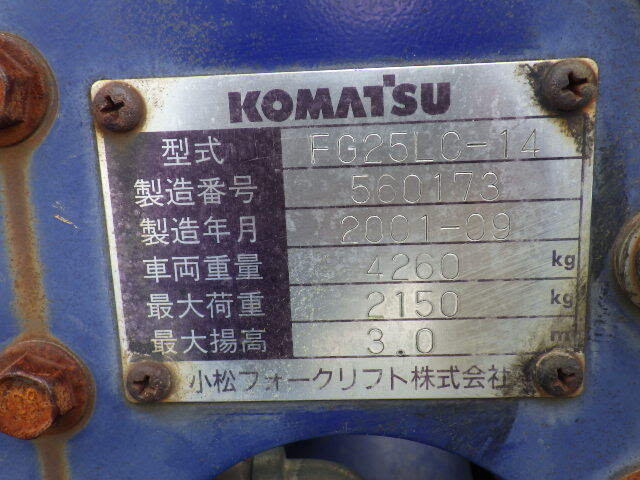 KOMATSU
型式 FG25LC-14
製造番号 560173
製造年月 2001-09
車両重量 4260 kg
最大荷重 2150 kg
最大揚高 3.0 m
小松フォークリフト株式会社